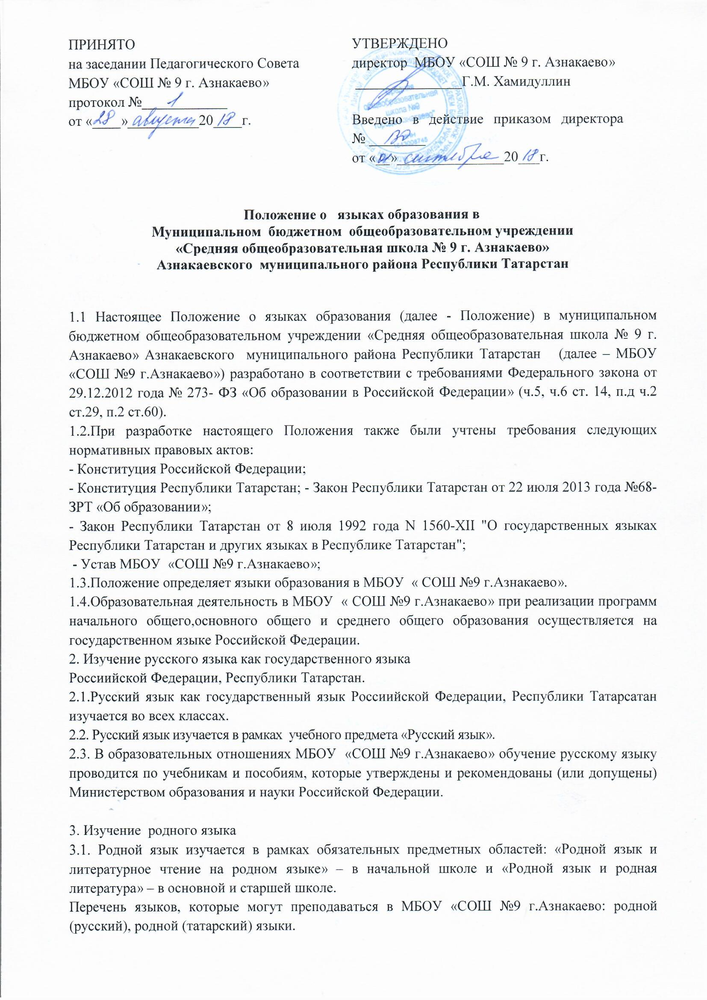 ПРИНЯТО
на заседании Педагогического Совета
МБОУ «СОШ № 9 г. Азнакаево»
протокол № 1
от «28» августа 2018 г.
УТВЕРЖДЕНО
директор МБОУ «СОШ № 9 г. Азнакаево»
_______________Г.М. Хамидуллин
Введено в действие приказом директора
№
от «01» сентября 2018 г.
общеобразовательная
школа №9
Положение о языках образования в
Муниципальном бюджетном общеобразовательном учреждении
«Средняя общеобразовательная школа № 9 г. Азнакаево»
Азнакаевского муниципального района Республики Татарстан
1.1 Настоящее Положение о языках образования (далее - Положение) в муниципальном
бюджетном общеобразовательном учреждении «Средняя общеобразовательная школа № 9 г.
Азнакаево» Азнакаевского муниципального района Республики Татарстан (далее – МБОУ
«СОШ №9 г.Азнакаево») разработано в соответствии с требованиями Федерального закона от
29.12.2012 года № 273- ФЗ «Об образовании в Российской Федерации» (ч.5, ч.6 ст. 14, п.д ч.2
ст.29, п.2 ст.60).
1.2.При разработке настоящего Положения также были учтены требования следующих
нормативных правовых актов:
- Конституция Российской Федерации;
- Конституция Республики Татарстан; - Закон Республики Татарстан от 22 июля 2013 года №68-
ЗРТ «Об образовании»;
- Закон Республики Татарстан от 8 июля 1992 года N 1560-XII "О государственных языках
Республики Татарстан и других языках в Республике Татарстан";
- Устав МБОУ «СОШ №9 г.Азнакаево»;
1.3.Положение определяет языки образования в МБОУ « СОШ №9 г.Азнакаево».
1.4.Образовательная деятельность в МБОУ « СОШ №9 г.Азнакаево» при реализации программ
начального общего,основного общего и среднего общего образования осуществляется на
государственном языке Российской Федерации.
2. Изучение русского языка как государственного языка
Россиийской Федерации, Республики Татарстан.
2.1.Русский язык как государственный язык Россиийской Федерации, Республики Татарсатан
изучается во всех классах.
2.2. Русский язык изучается в рамках учебного предмета «Русский язык».
2.3. В образовательных отношениях МБОУ «СОШ №9 г.Азнакаево» обучение русскому языку
проводится по учебникам и пособиям, которые утверждены и рекомендованы (или допущены)
Министерством образования и науки Российской Федерации.
3. Изучение родного языка
3.1. Родной язык изучается в рамках обязательных предметных областей: «Родной язык и
литературное чтение на родном языке» – в начальной школе и «Родной язык и родная
литература» – в основной и старшей школе.
Перечень языков, которые могут преподаваться в МБОУ «СОШ №9 г.Азнакаево: родной
(русский), родной (татарский) языки.